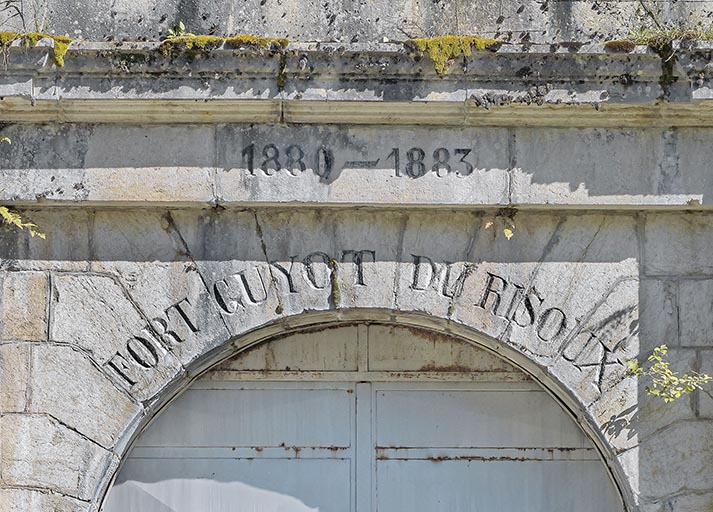 1880 — 1883
FORT GUYOT DU RISOUX